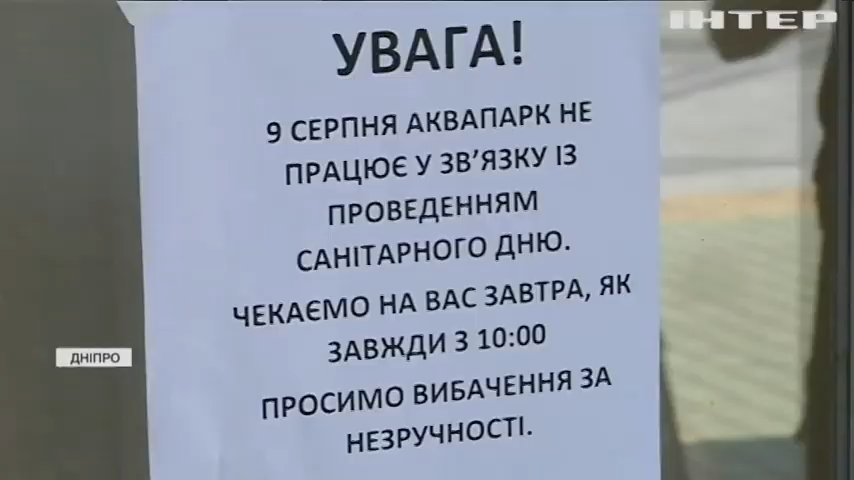 ІНТЕР
УВАГА!
9 СЕРПНЯ АКВАПАРК НЕ
ПРАЦЮЄ У ЗВ’ЯЗКУ ІЗ
ПРОВЕДЕННЯМ
САНІТАРНОГО ДНЮ.
ЧЕКАЄМО НА ВАС ЗАВТРА, ЯК
ЗАВЖДИ З 10:00
ДНІПРО
ПРОСИМО ВИБАЧЕННЯ ЗА
НЕЗРУЧНОСТІ.